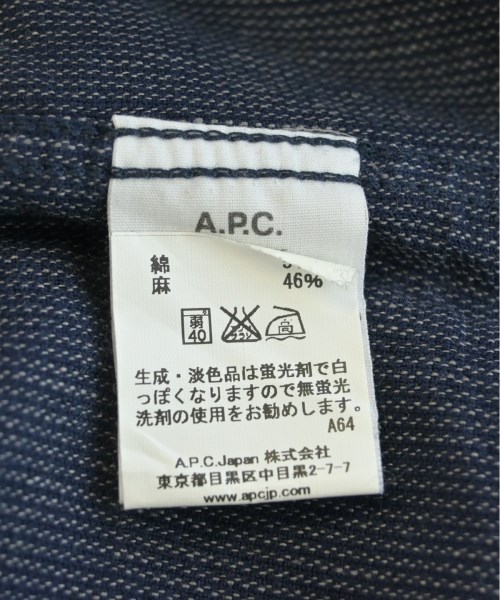 A.P.C.
綿
麻 46%
弱 40
高
生成・淡色品は蛍光剤で白
っぽくなりますので無蛍光
洗剤の使用をお勧めします。
A64
A.P.C.Japan 株式会社
東京都目黒区中目黒2-7-7
www.apcjp.com